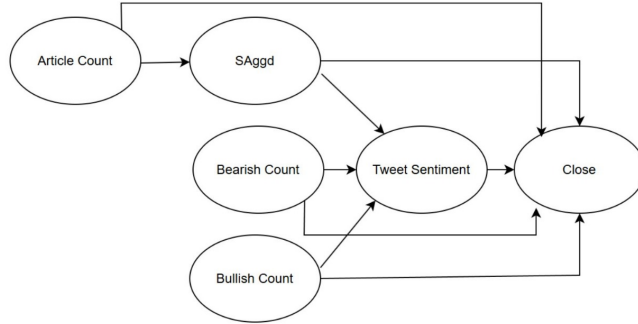 Article Count
SAggd
Bearish Count
Tweet Sentiment
Close
Bullish Count